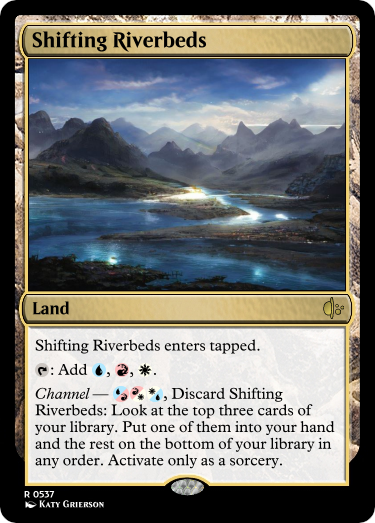 Shifting Riverbeds
Land
Shifting Riverbeds enters tapped.
: Add , , .
Channel — , Discard Shifting
Riverbeds: Look at the top three cards of
your library. Put one of them into your hand
and the rest on the bottom of your library in
any order. Activate only as a sorcery.
R 0537
Katy Grierson